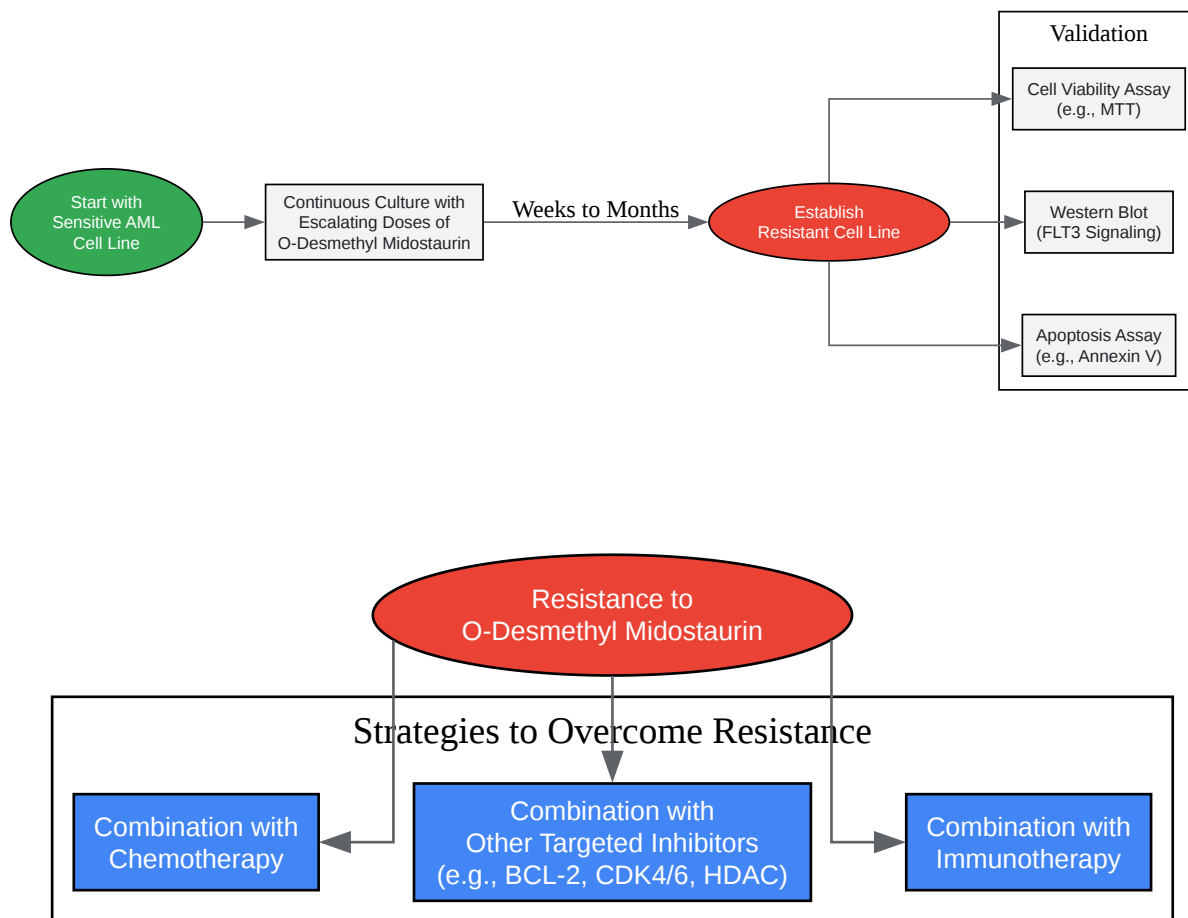 Validation
Cell Viability Assay
(e.g., MTT)
Start with
Sensitive AML
Cell Line
Continuous Culture with
Escalating Doses of
O-Desmethyl Midostaurin
Weeks to Months
Establish
Resistant Cell Line
Western Blot
(FLT3 Signaling)
Apoptosis Assay
(e.g., Annexin V)
Resistance to
O-Desmethyl Midostaurin
Strategies to Overcome Resistance
Combination with
Chemotherapy
Combination with
Other Targeted Inhibitors
(e.g., BCL-2, CDK4/6, HDAC)
Combination with
Immunotherapy